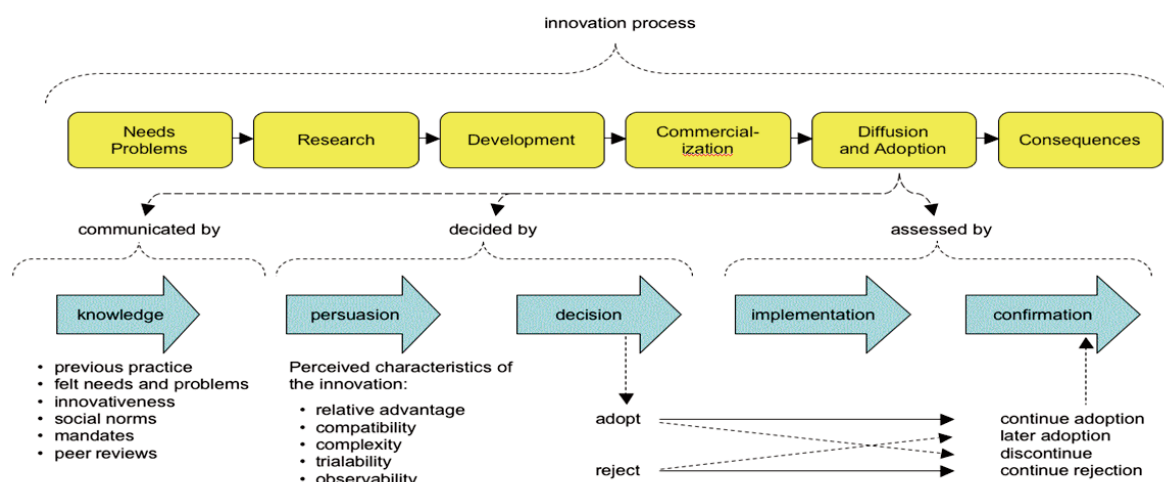 innovation process
Needs
Problems
Research
Development
Commercial-
ization
Diffusion
and Adoption
Consequences
communicated by
decided by
assessed by
knowledge
persuasion
decision
implementation
confirmation
• previous practice
• felt needs and problems
• innovativeness
• social norms
• mandates
• peer reviews
Perceived characteristics of
the innovation:
• relative advantage
• compatibility
• complexity
• trialability
• observability
adopt
reject
continue adoption
later adoption
discontinue
continue rejection